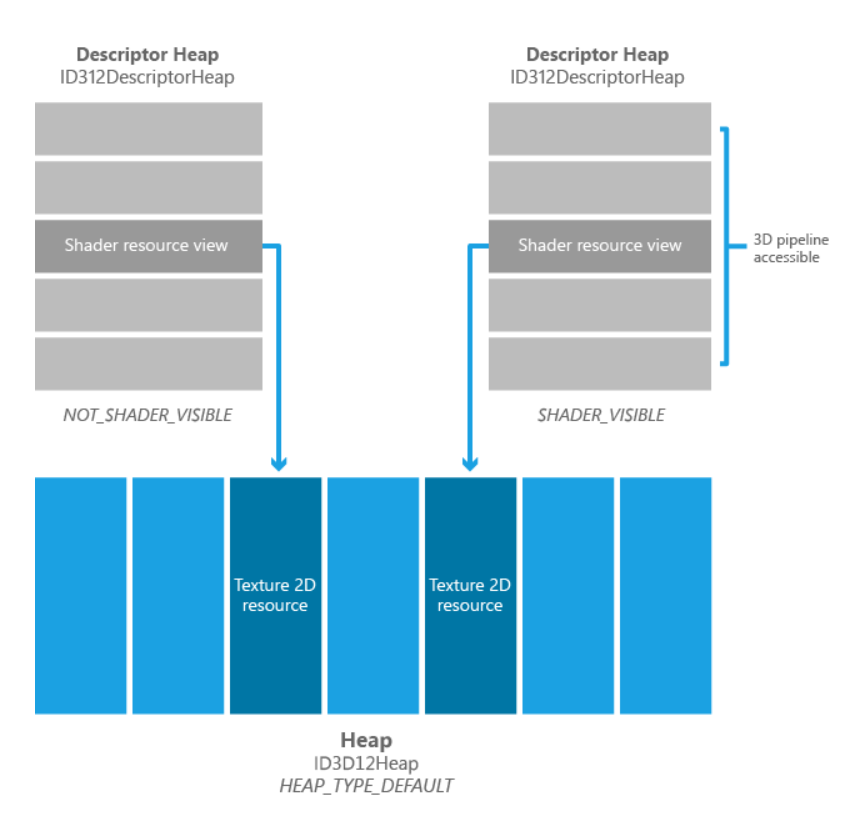 Descriptor Heap
ID312DescriptorHeap
Shader resource view
NOT_SHADER_VISIBLE
Descriptor Heap
ID312DescriptorHeap
Shader resource view
SHADER_VISIBLE
3D pipeline
accessible
Texture 2D
resource
Texture 2D
resource
Heap
ID3D12Heap
HEAP_TYPE_DEFAULT